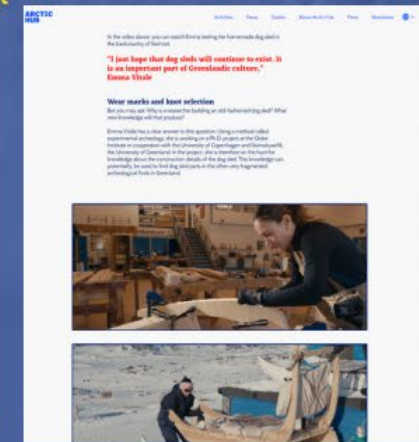 ARCTIC
HUB
Activities News Toolkit About Arctic Hub Press Newsletter
In the video above you can watch Emma testing her homemade dog sled in
the backcountry of Sisimiut.
"I just hope that dog sleds will continue to exist. It
is an important part of Greenlandic culture,"
Emma Vitale
Wear marks and knot selection
But you may ask: Why is a researcher building an old-fashioned dog sled? What
new knowledge will that produce?
Emma Vitale has a clear answer to this question. Using a method called
experimental archeology, she is working on a Ph.D. project at the Globe
Institute in cooperation with the University of Copenhagen and Ilisimatusarfik,
the University of Greenland. In the project, she is therefore on the hunt for
knowledge about the construction details of the dog sled. This knowledge can,
potentially, be used to find dog sled parts in the often very fragmented
archeological finds in Greenland.